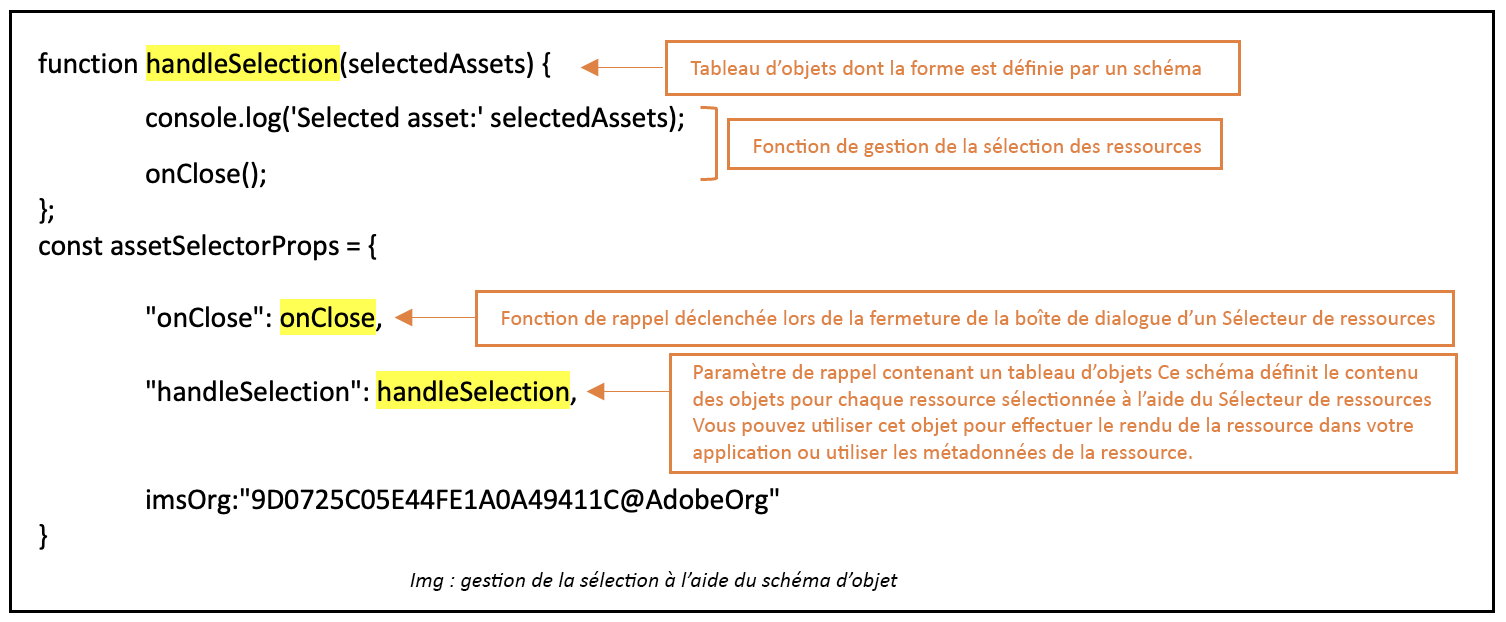 function handleSelection(selectedAssets) {
Tableau d’objets dont la forme est définie par un schéma
console.log('Selected asset:' selectedAssets);
Fonction de gestion de la sélection des ressources
onClose();
};
const assetSelectorProps = {
"onClose": onClose,
Fonction de rappel déclenchée lors de la fermeture de la boîte de dialogue d’un Sélecteur de ressources
"handleSelection": handleSelection,
Paramètre de rappel contenant un tableau d’objets Ce schéma définit le contenu
des objets pour chaque ressource sélectionnée à l’aide du Sélecteur de ressources
Vous pouvez utiliser cet objet pour effectuer le rendu de la ressource dans votre
application ou utiliser les métadonnées de la ressource.
imsOrg:"9D0725C05E44FE1A0A49411C@AdobeOrg"
}
Img : gestion de la sélection à l’aide du schéma d’objet